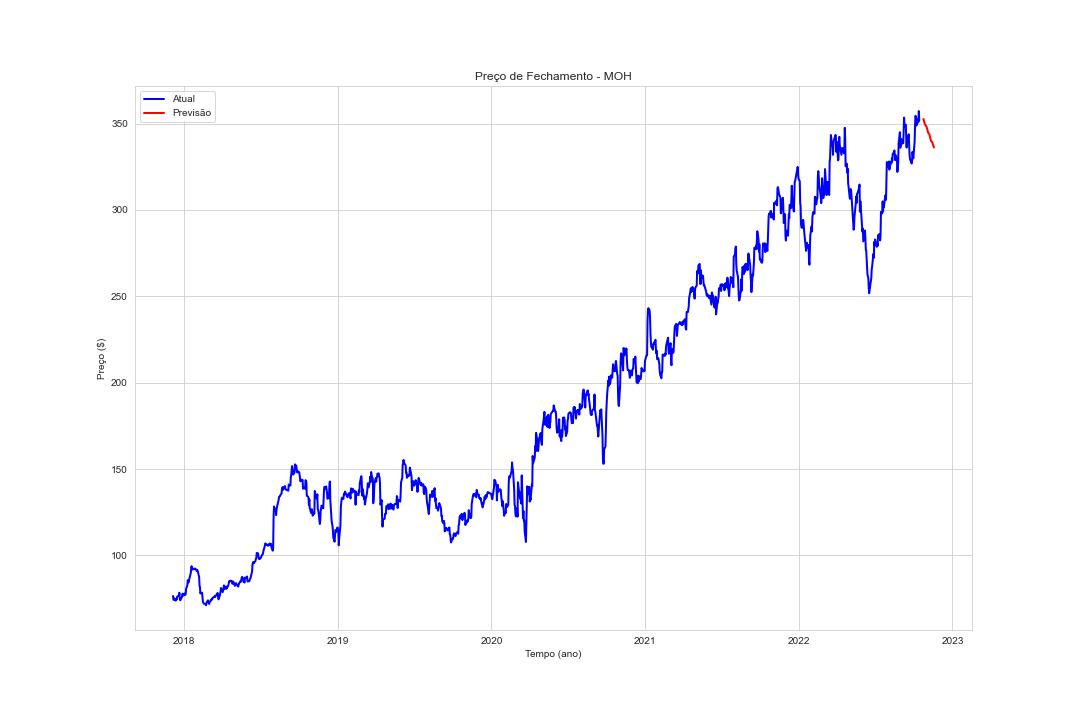 Preço de Fechamento - MOH
Atual
Previsão
350
300
250
200
150
100
Preço ($)
2018 2019 2020 2021 2022 2023
Tempo (ano)